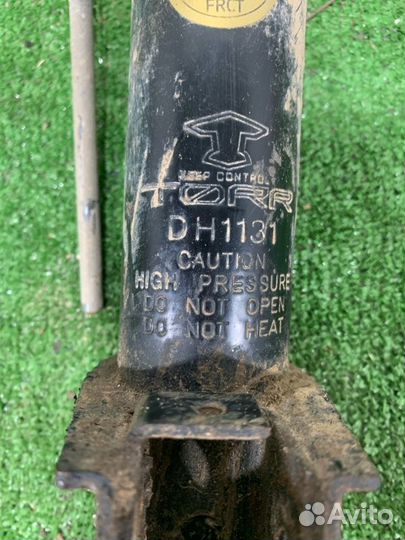 FRCT
KEEP CONTROL
TORR
DH1131
CAUTION
HIGH PRESSURE
DO NOT OPEN
DO NOT HEAT
Avito